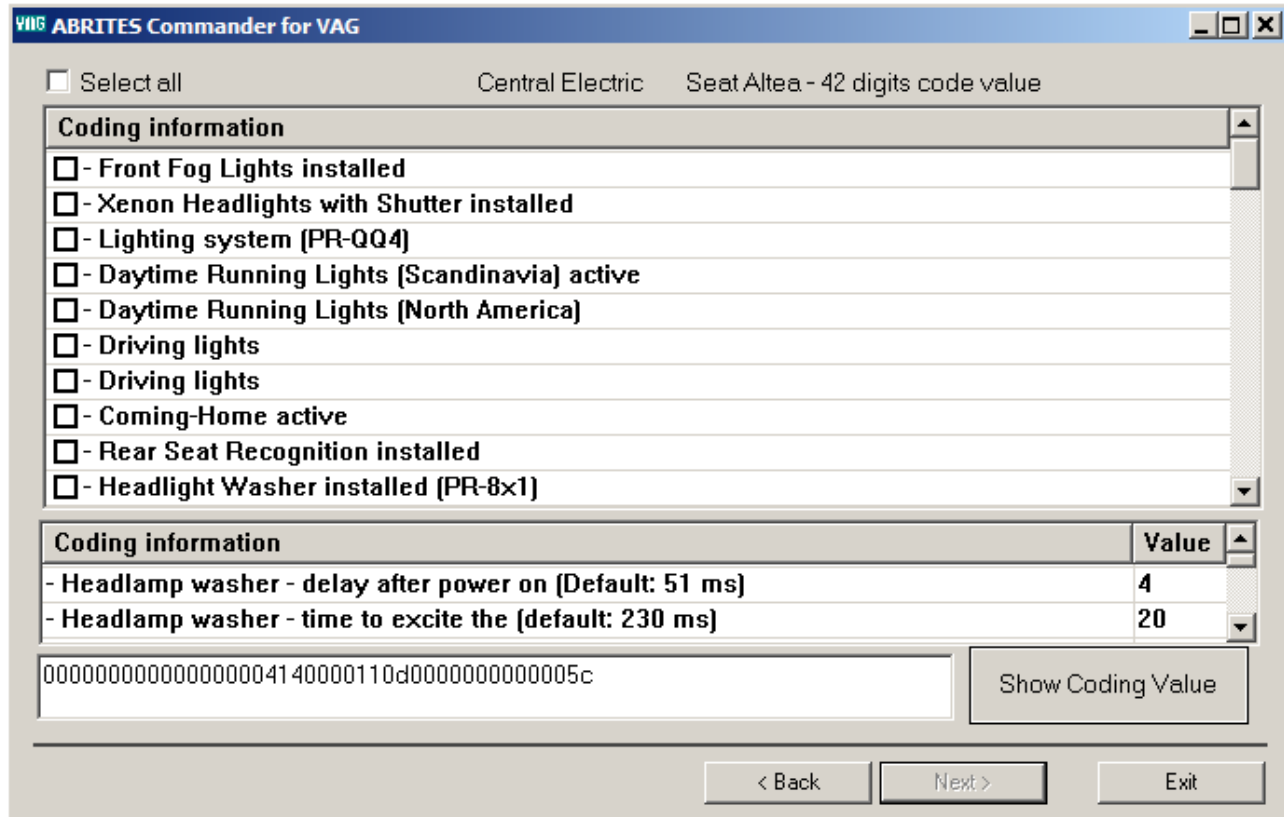 VAG ABRITES Commander for VAG
Select all
Central Electric
Seat Altea - 42 digits code value
Coding information
- Front Fog Lights installed
- Xenon Headlights with Shutter installed
- Lighting system (PR-QQ4)
- Daytime Running Lights (Scandinavia) active
- Daytime Running Lights (North America)
- Driving lights
- Driving lights
- Coming-Home active
- Rear Seat Recognition installed
- Headlight Washer installed (PR-8x1)
Coding information Value
- Headlamp washer - delay after power on (Default: 51 ms) 4
- Headlamp washer - time to excite the (default: 230 ms) 20
000000000000000004140000110d0000000000005c
Show Coding Value
< Back
Next >
Exit